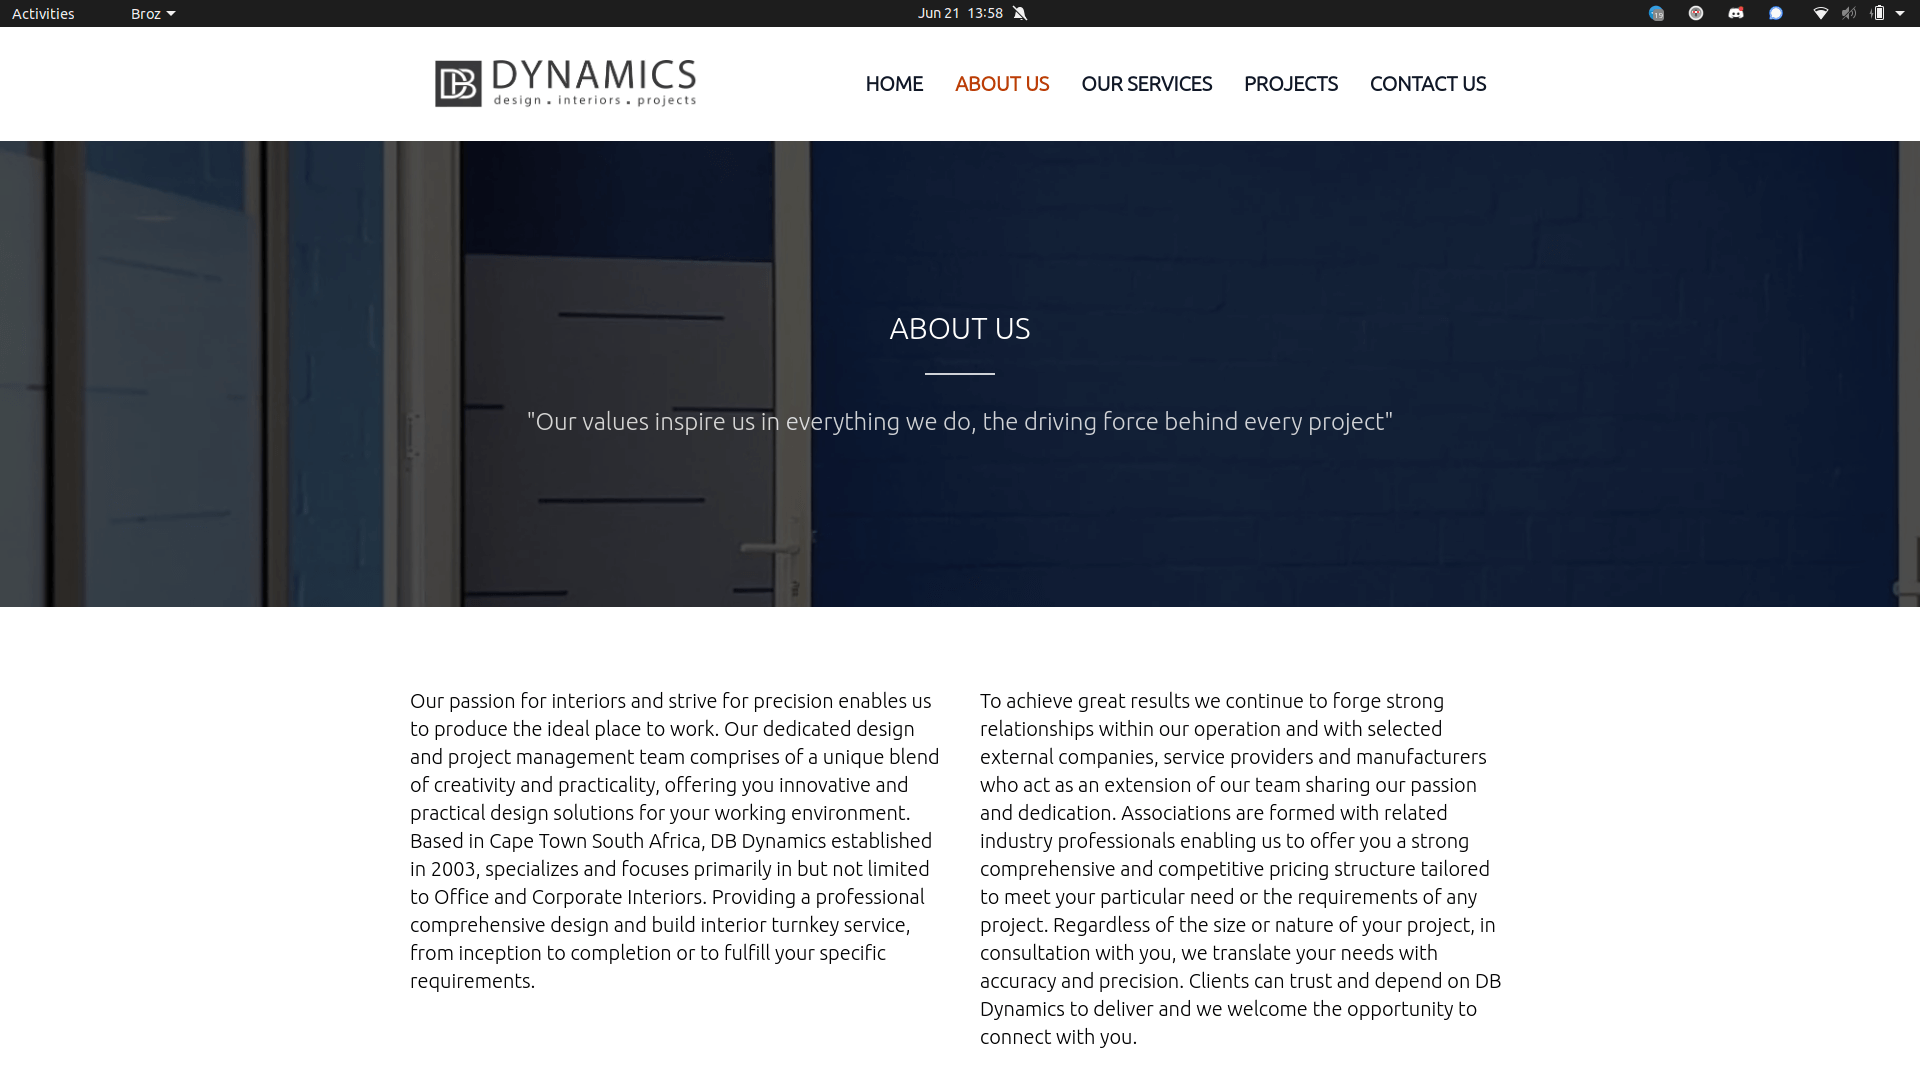 Activities
Broz
Jun 21 13:58
19
DB DYNAMICS
design . interiors . projects
HOME
ABOUT US
OUR SERVICES
PROJECTS
CONTACT US
ABOUT US
"Our values inspire us in everything we do, the driving force behind every project"
Our passion for interiors and strive for precision enables us
to produce the ideal place to work. Our dedicated design
and project management team comprises of a unique blend
of creativity and practicality, offering you innovative and
practical design solutions for your working environment.
Based in Cape Town South Africa, DB Dynamics established
in 2003, specializes and focuses primarily in but not limited
to Office and Corporate Interiors. Providing a professional
comprehensive design and build interior turnkey service,
from inception to completion or to fulfill your specific
requirements.
To achieve great results we continue to forge strong
relationships within our operation and with selected
external companies, service providers and manufacturers
who act as an extension of our team sharing our passion
and dedication. Associations are formed with related
industry professionals enabling us to offer you a strong
comprehensive and competitive pricing structure tailored
to meet your particular need or the requirements of any
project. Regardless of the size or nature of your project, in
consultation with you, we translate your needs with
accuracy and precision. Clients can trust and depend on DB
Dynamics to deliver and we welcome the opportunity to
connect with you.